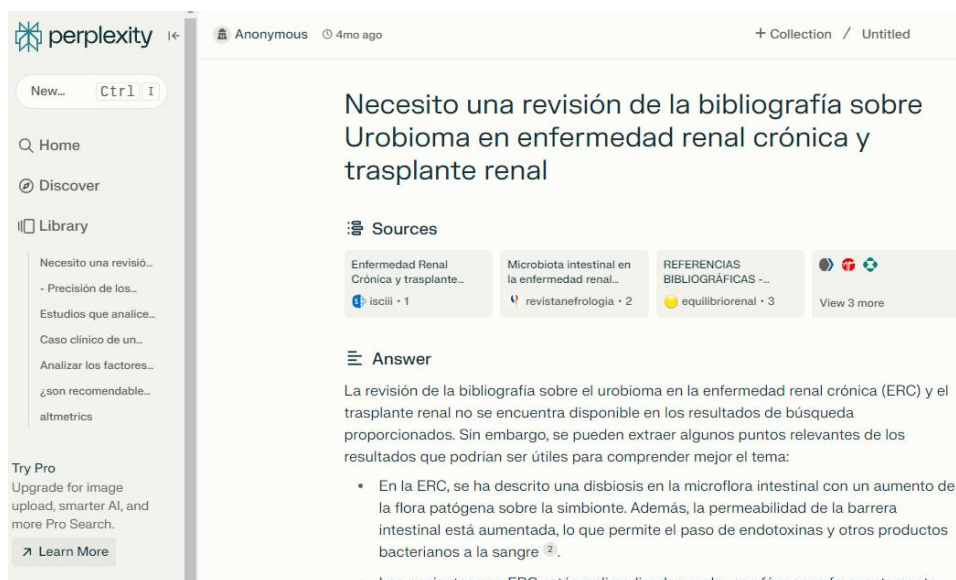 perplexity
New... Ctrl I
Home
Discover
Library
Necesito una revisió...
- Precisión de los...
Estudios que analice...
Caso clínico de un...
Analizar los factores...
¿son recomendable...
altmetrics
Try Pro
Upgrade for image
upload, smarter AI, and
more Pro Search.
Learn More
Anonymous 4mo ago
+ Collection / Untitled
Necesito una revisión de la bibliografía sobre
Urobioma en enfermedad renal crónica y
trasplante renal
Sources
Enfermedad Renal
Crónica y trasplante...
isciii • 1
Microbiota intestinal en
la enfermedad renal...
revistanefrologia • 2
REFERENCIAS
BIBLIOGRÁFICAS -...
equilibriorenal • 3
View 3 more
Answer
La revisión de la bibliografía sobre el urobioma en la enfermedad renal crónica (ERC) y el
trasplante renal no se encuentra disponible en los resultados de búsqueda
proporcionados. Sin embargo, se pueden extraer algunos puntos relevantes de los
resultados que podrían ser útiles para comprender mejor el tema:
• En la ERC, se ha descrito una disbiosis en la microflora intestinal con un aumento de
la flora patógena sobre la simbionte. Además, la permeabilidad de la barrera
intestinal está aumentada, lo que permite el paso de endotoxinas y otros productos
bacterianos a la sangre 2.